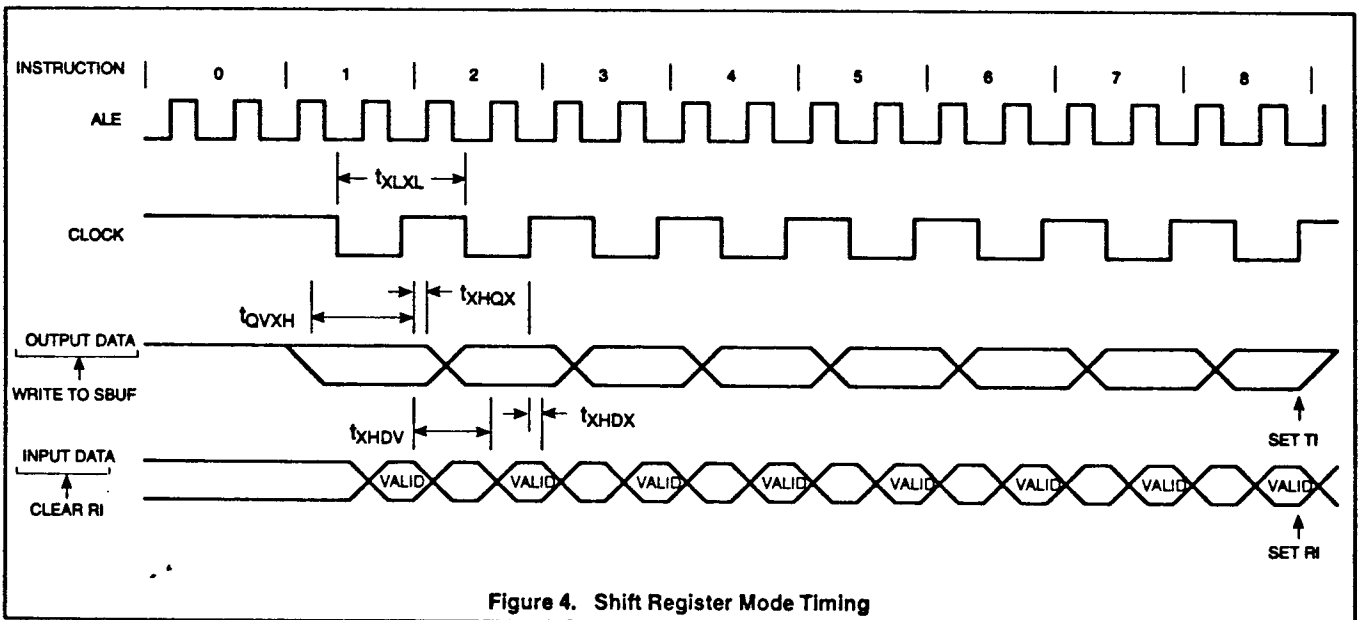 INSTRUCTION | 0 | 1 | 2 | 3 | 4 | 5 | 6 | 7 | 8 |
ALE
tXLXL
CLOCK
tXHQX
tQVXH
OUTPUT DATA
WRITE TO SBUF
SET TI
tXHDX
tXHDV
INPUT DATA
VALID VALID VALID VALID VALID VALID VALID VALID
CLEAR RI
SET RI
Figure 4. Shift Register Mode Timing